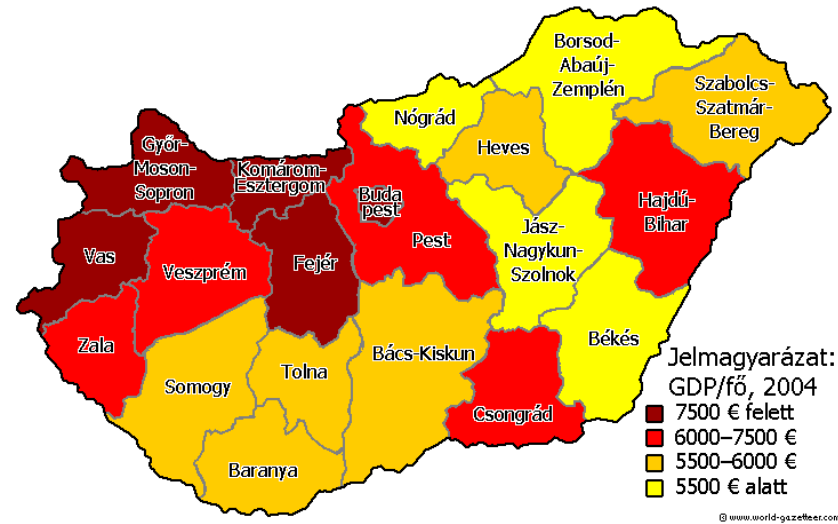 Borsod-
Abaúj-
Zemplén
Szabolcs-
Szatmár-
Bereg
Nógrád
Heves
Győr-
Moson-
Sopron
Komárom-
Esztergom
Buda
pest
Hajdú-
Bihar
Pest
Jász-
Nagykun-
Szolnok
Vas
Veszprém
Fejér
Zala
Somogy
Tolna
Bács-Kiskun
Békés
Csongrád
Baranya
Jelmagyarázat:
GDP/fő, 2004
7500 € felett
6000–7500 €
5500–6000 €
5500 € alatt
© www.world-gazetteer.com